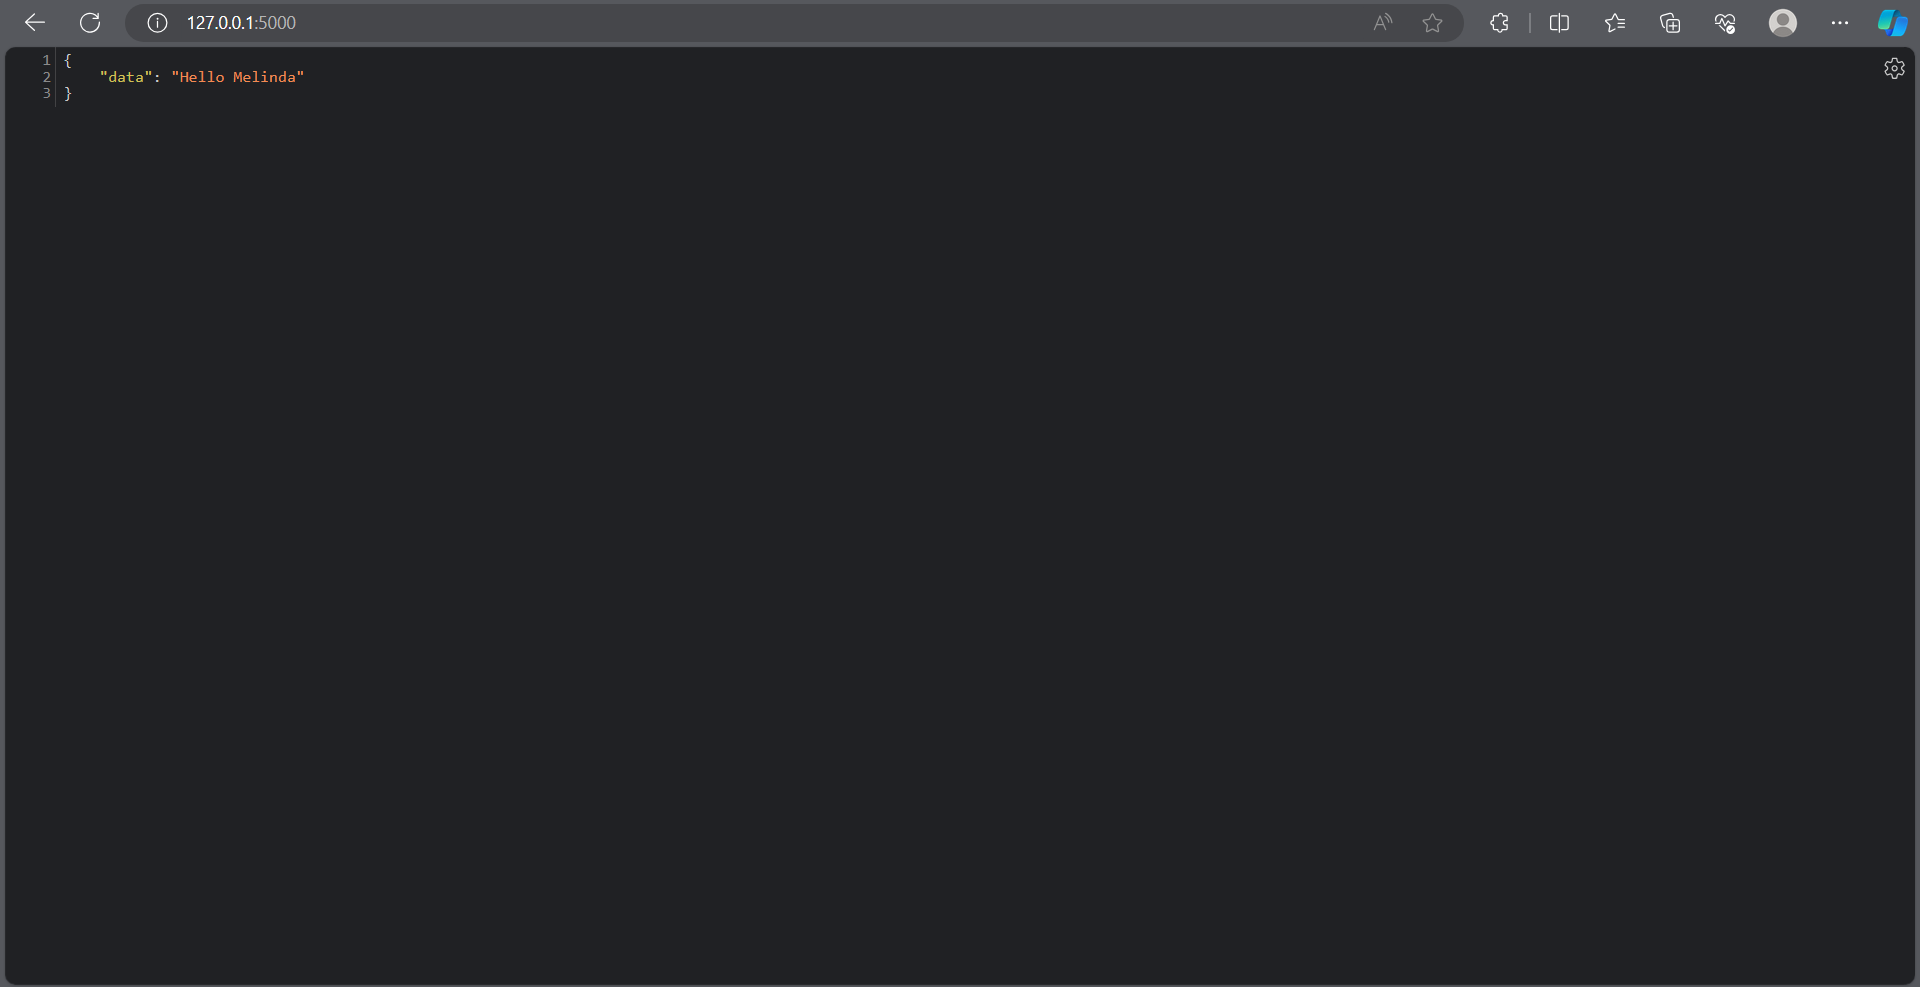 127.0.0.1:5000
1 {
2     "data": "Hello Melinda"
3 }